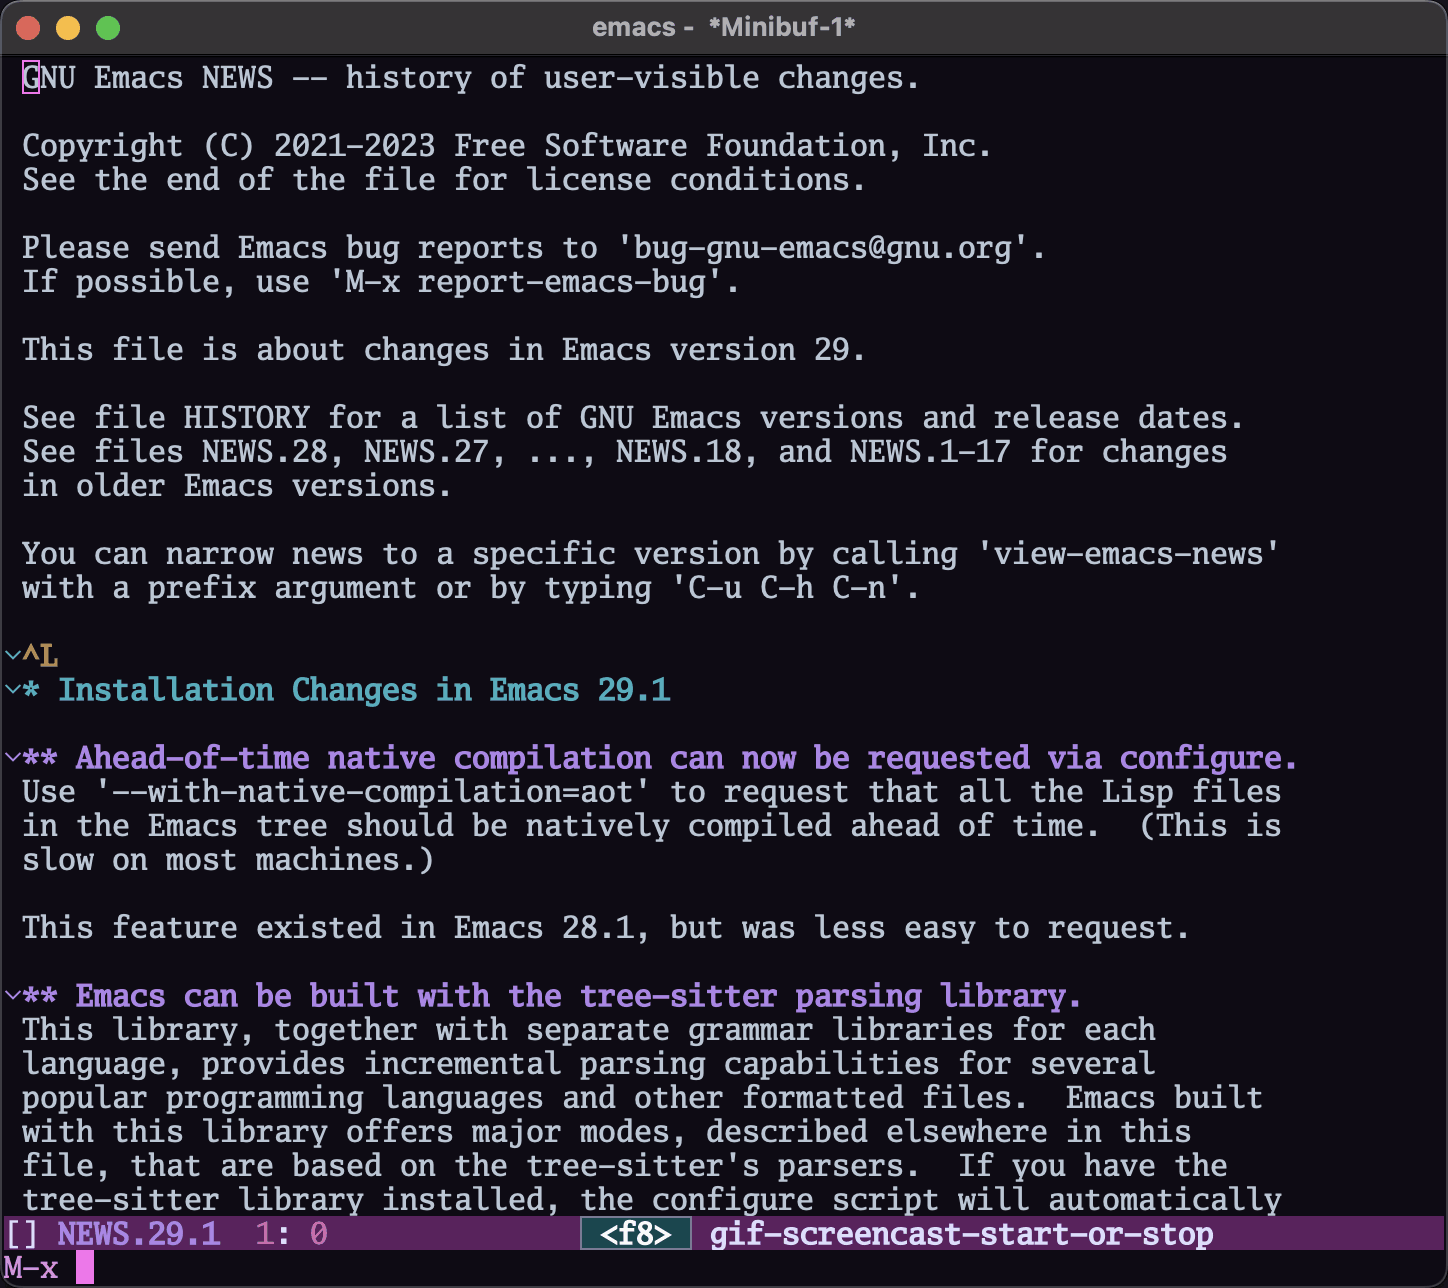 emacs -  *Minibuf-1*
GNU Emacs NEWS -- history of user-visible changes.
Copyright (C) 2021-2023 Free Software Foundation, Inc.
See the end of the file for license conditions.
Please send Emacs bug reports to 'bug-gnu-emacs@gnu.org'.
If possible, use 'M-x report-emacs-bug'.
This file is about changes in Emacs version 29.
See file HISTORY for a list of GNU Emacs versions and release dates.
See files NEWS.28, NEWS.27, ..., NEWS.18, and NEWS.1-17 for changes
in older Emacs versions.
You can narrow news to a specific version by calling 'view-emacs-news'
with a prefix argument or by typing 'C-u C-h C-n'.
^L
* Installation Changes in Emacs 29.1
** Ahead-of-time native compilation can now be requested via configure.
Use '--with-native-compilation=aot' to request that all the Lisp files
in the Emacs tree should be natively compiled ahead of time.  (This is
slow on most machines.)
This feature existed in Emacs 28.1, but was less easy to request.
** Emacs can be built with the tree-sitter parsing library.
This library, together with separate grammar libraries for each
language, provides incremental parsing capabilities for several
popular programming languages and other formatted files.  Emacs built
with this library offers major modes, described elsewhere in this
file, that are based on the tree-sitter's parsers.  If you have the
tree-sitter library installed, the configure script will automatically
[] NEWS.29.1  1: 0 <f8> gif-screencast-start-or-stop
M-x